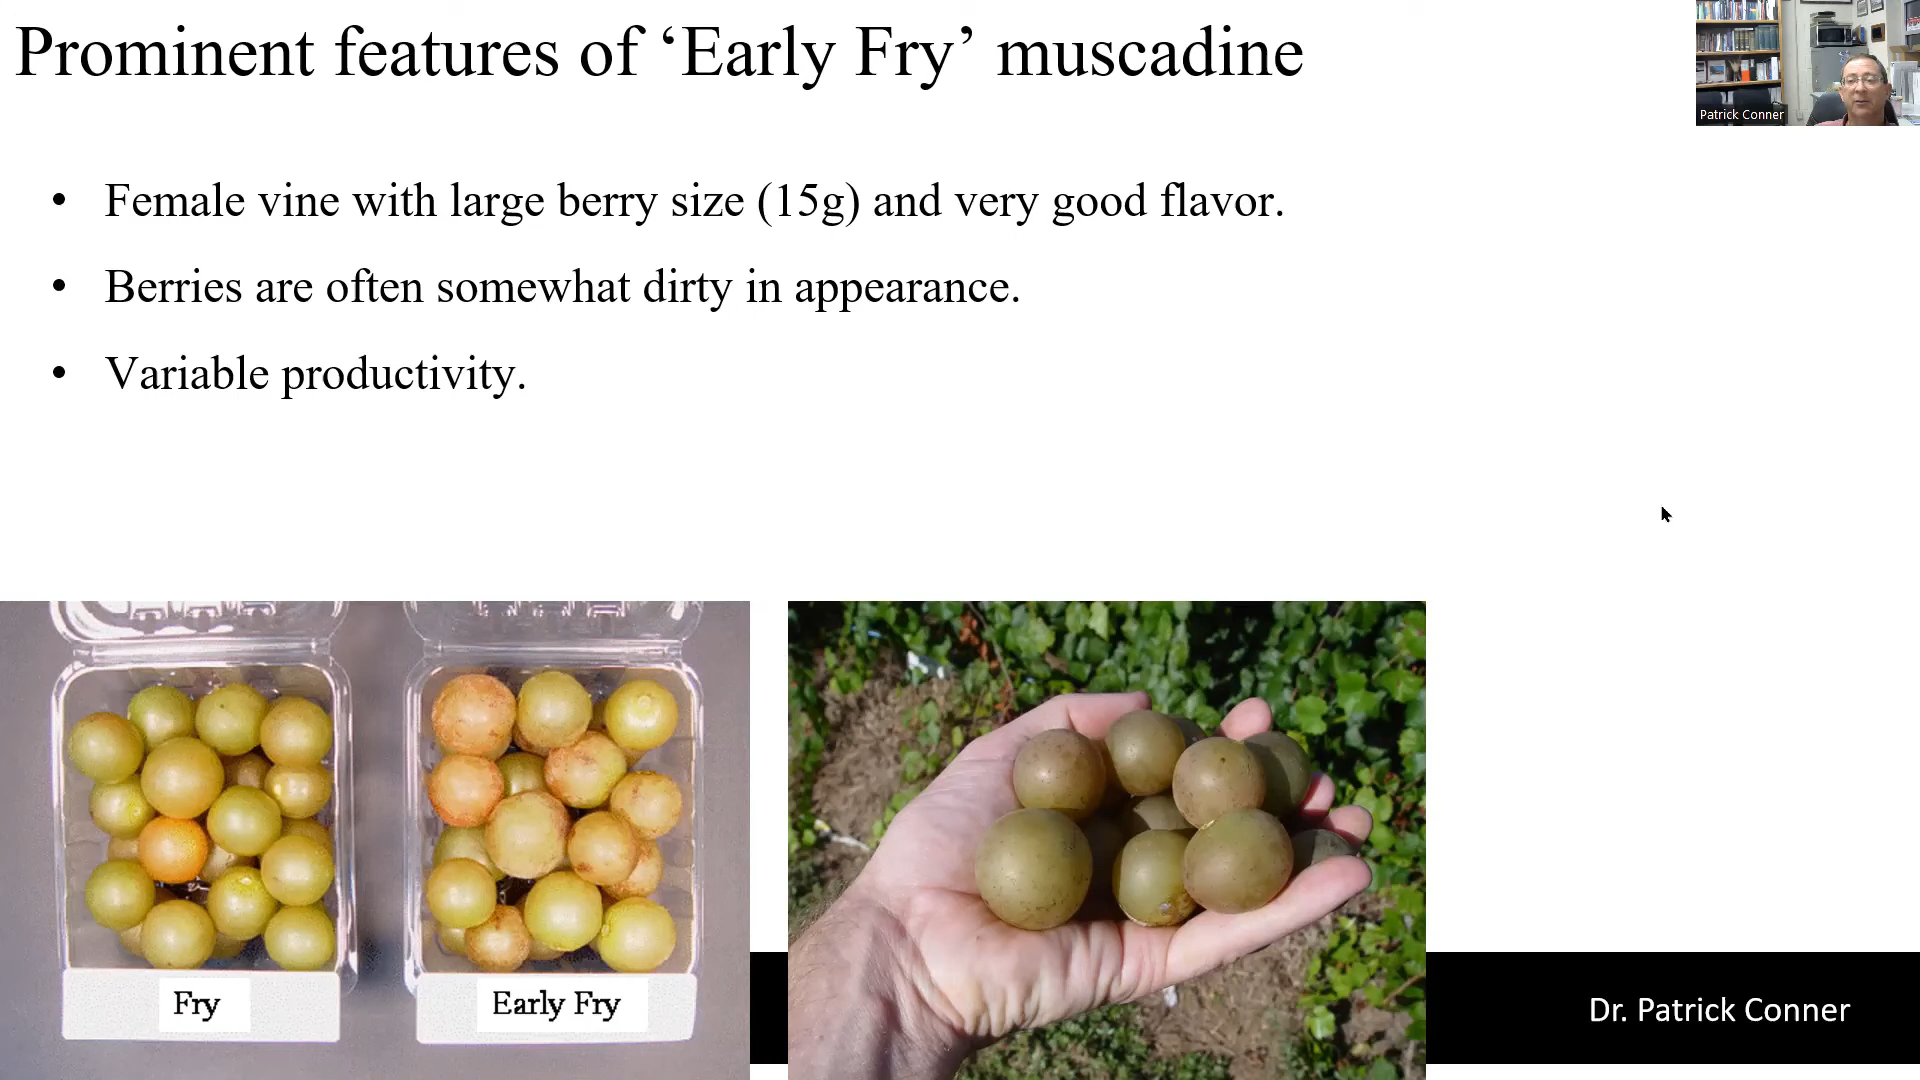 Prominent features of ‘Early Fry’ muscadine
Patrick Conner
• Female vine with large berry size (15g) and very good flavor.
• Berries are often somewhat dirty in appearance.
• Variable productivity.
Fry
Early Fry
Dr. Patrick Conner